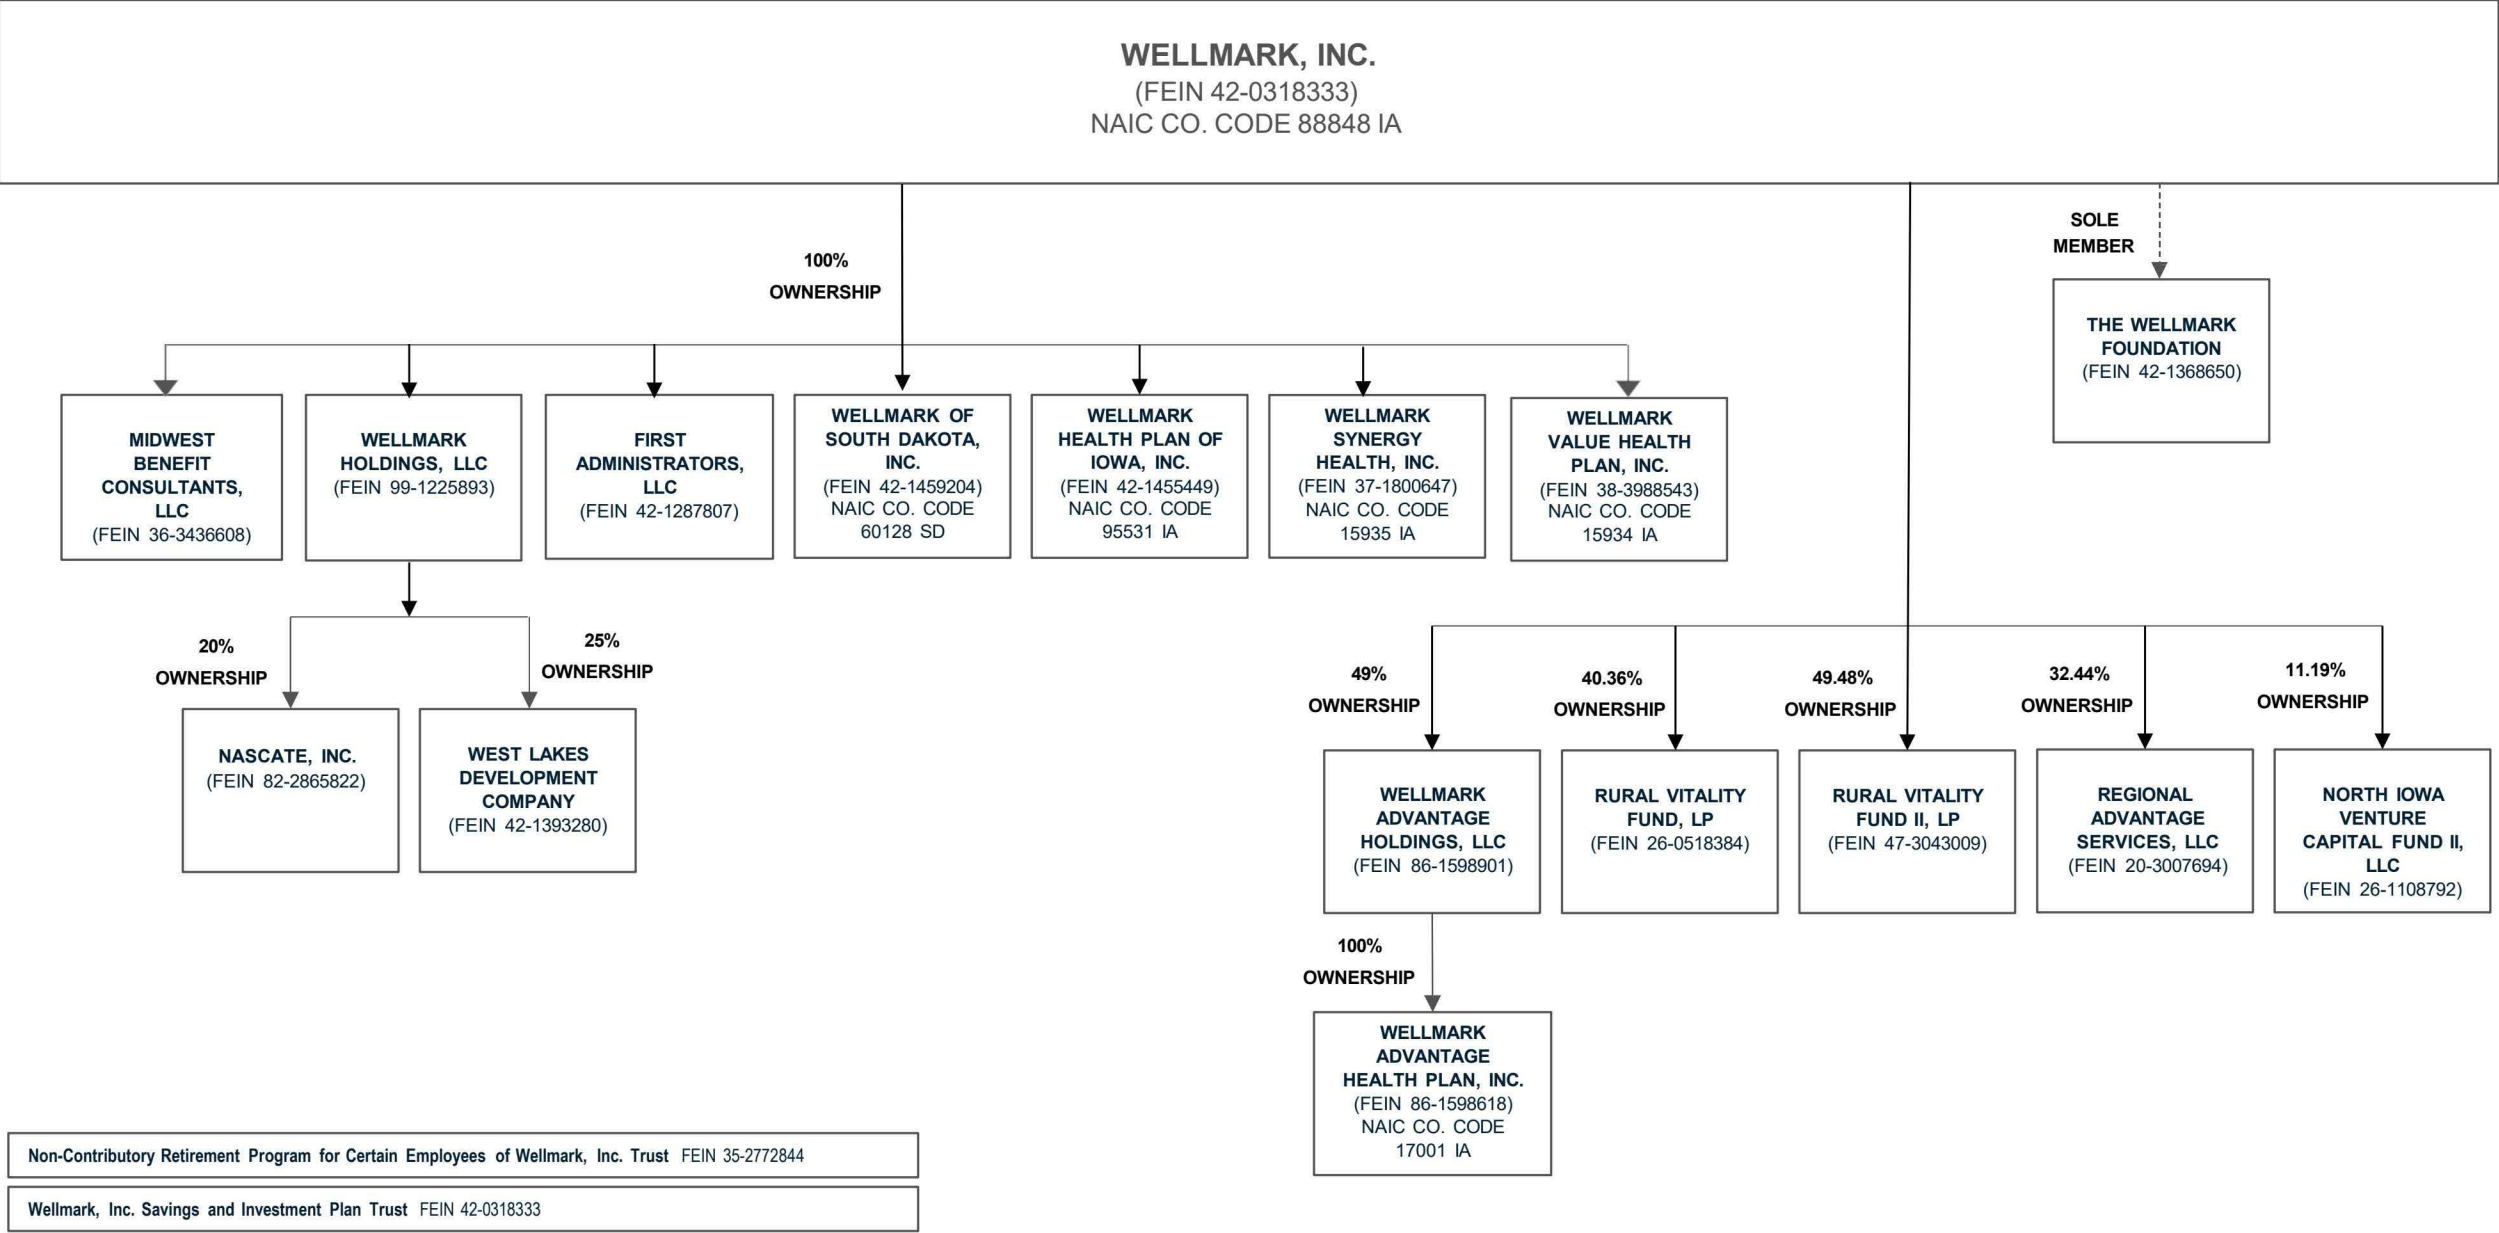 WELLMARK, INC.
(FEIN 42-0318333)
NAIC CO. CODE 88848 IA
SOLE
MEMBER
100%
OWNERSHIP
THE WELLMARK
FOUNDATION
(FEIN 42-1368650)
MIDWEST
BENEFIT
CONSULTANTS,
LLC
(FEIN 36-3436608)
WELLMARK
HOLDINGS, LLC
(FEIN 99-1225893)
FIRST
ADMINISTRATORS,
LLC
(FEIN 42-1287807)
WELLMARK OF
SOUTH DAKOTA,
INC.
(FEIN 42-1459204)
NAIC CO. CODE
60128 SD
WELLMARK
HEALTH PLAN OF
IOWA, INC.
(FEIN 42-1455449)
NAIC CO. CODE
95531 IA
WELLMARK
SYNERGY
HEALTH, INC.
(FEIN 37-1800647)
NAIC CO. CODE
15935 IA
WELLMARK
VALUE HEALTH
PLAN, INC.
(FEIN 38-3988543)
NAIC CO. CODE
15934 IA
20%
OWNERSHIP
25%
OWNERSHIP
49%
OWNERSHIP
40.36%
OWNERSHIP
49.48%
OWNERSHIP
32.44%
OWNERSHIP
11.19%
OWNERSHIP
NASCATE, INC.
(FEIN 82-2865822)
WEST LAKES
DEVELOPMENT
COMPANY
(FEIN 42-1393280)
WELLMARK
ADVANTAGE
HOLDINGS, LLC
(FEIN 86-1598901)
RURAL VITALITY
FUND, LP
(FEIN 26-0518384)
RURAL VITALITY
FUND II, LP
(FEIN 47-3043009)
REGIONAL
ADVANTAGE
SERVICES, LLC
(FEIN 20-3007694)
NORTH IOWA
VENTURE
CAPITAL FUND II,
LLC
(FEIN 26-1108792)
100%
OWNERSHIP
WELLMARK
ADVANTAGE
HEALTH PLAN, INC.
(FEIN 86-1598618)
NAIC CO. CODE
17001 IA
Non-Contributory Retirement Program for Certain Employees of Wellmark, Inc. Trust FEIN 35-2772844
Wellmark, Inc. Savings and Investment Plan Trust FEIN 42-0318333